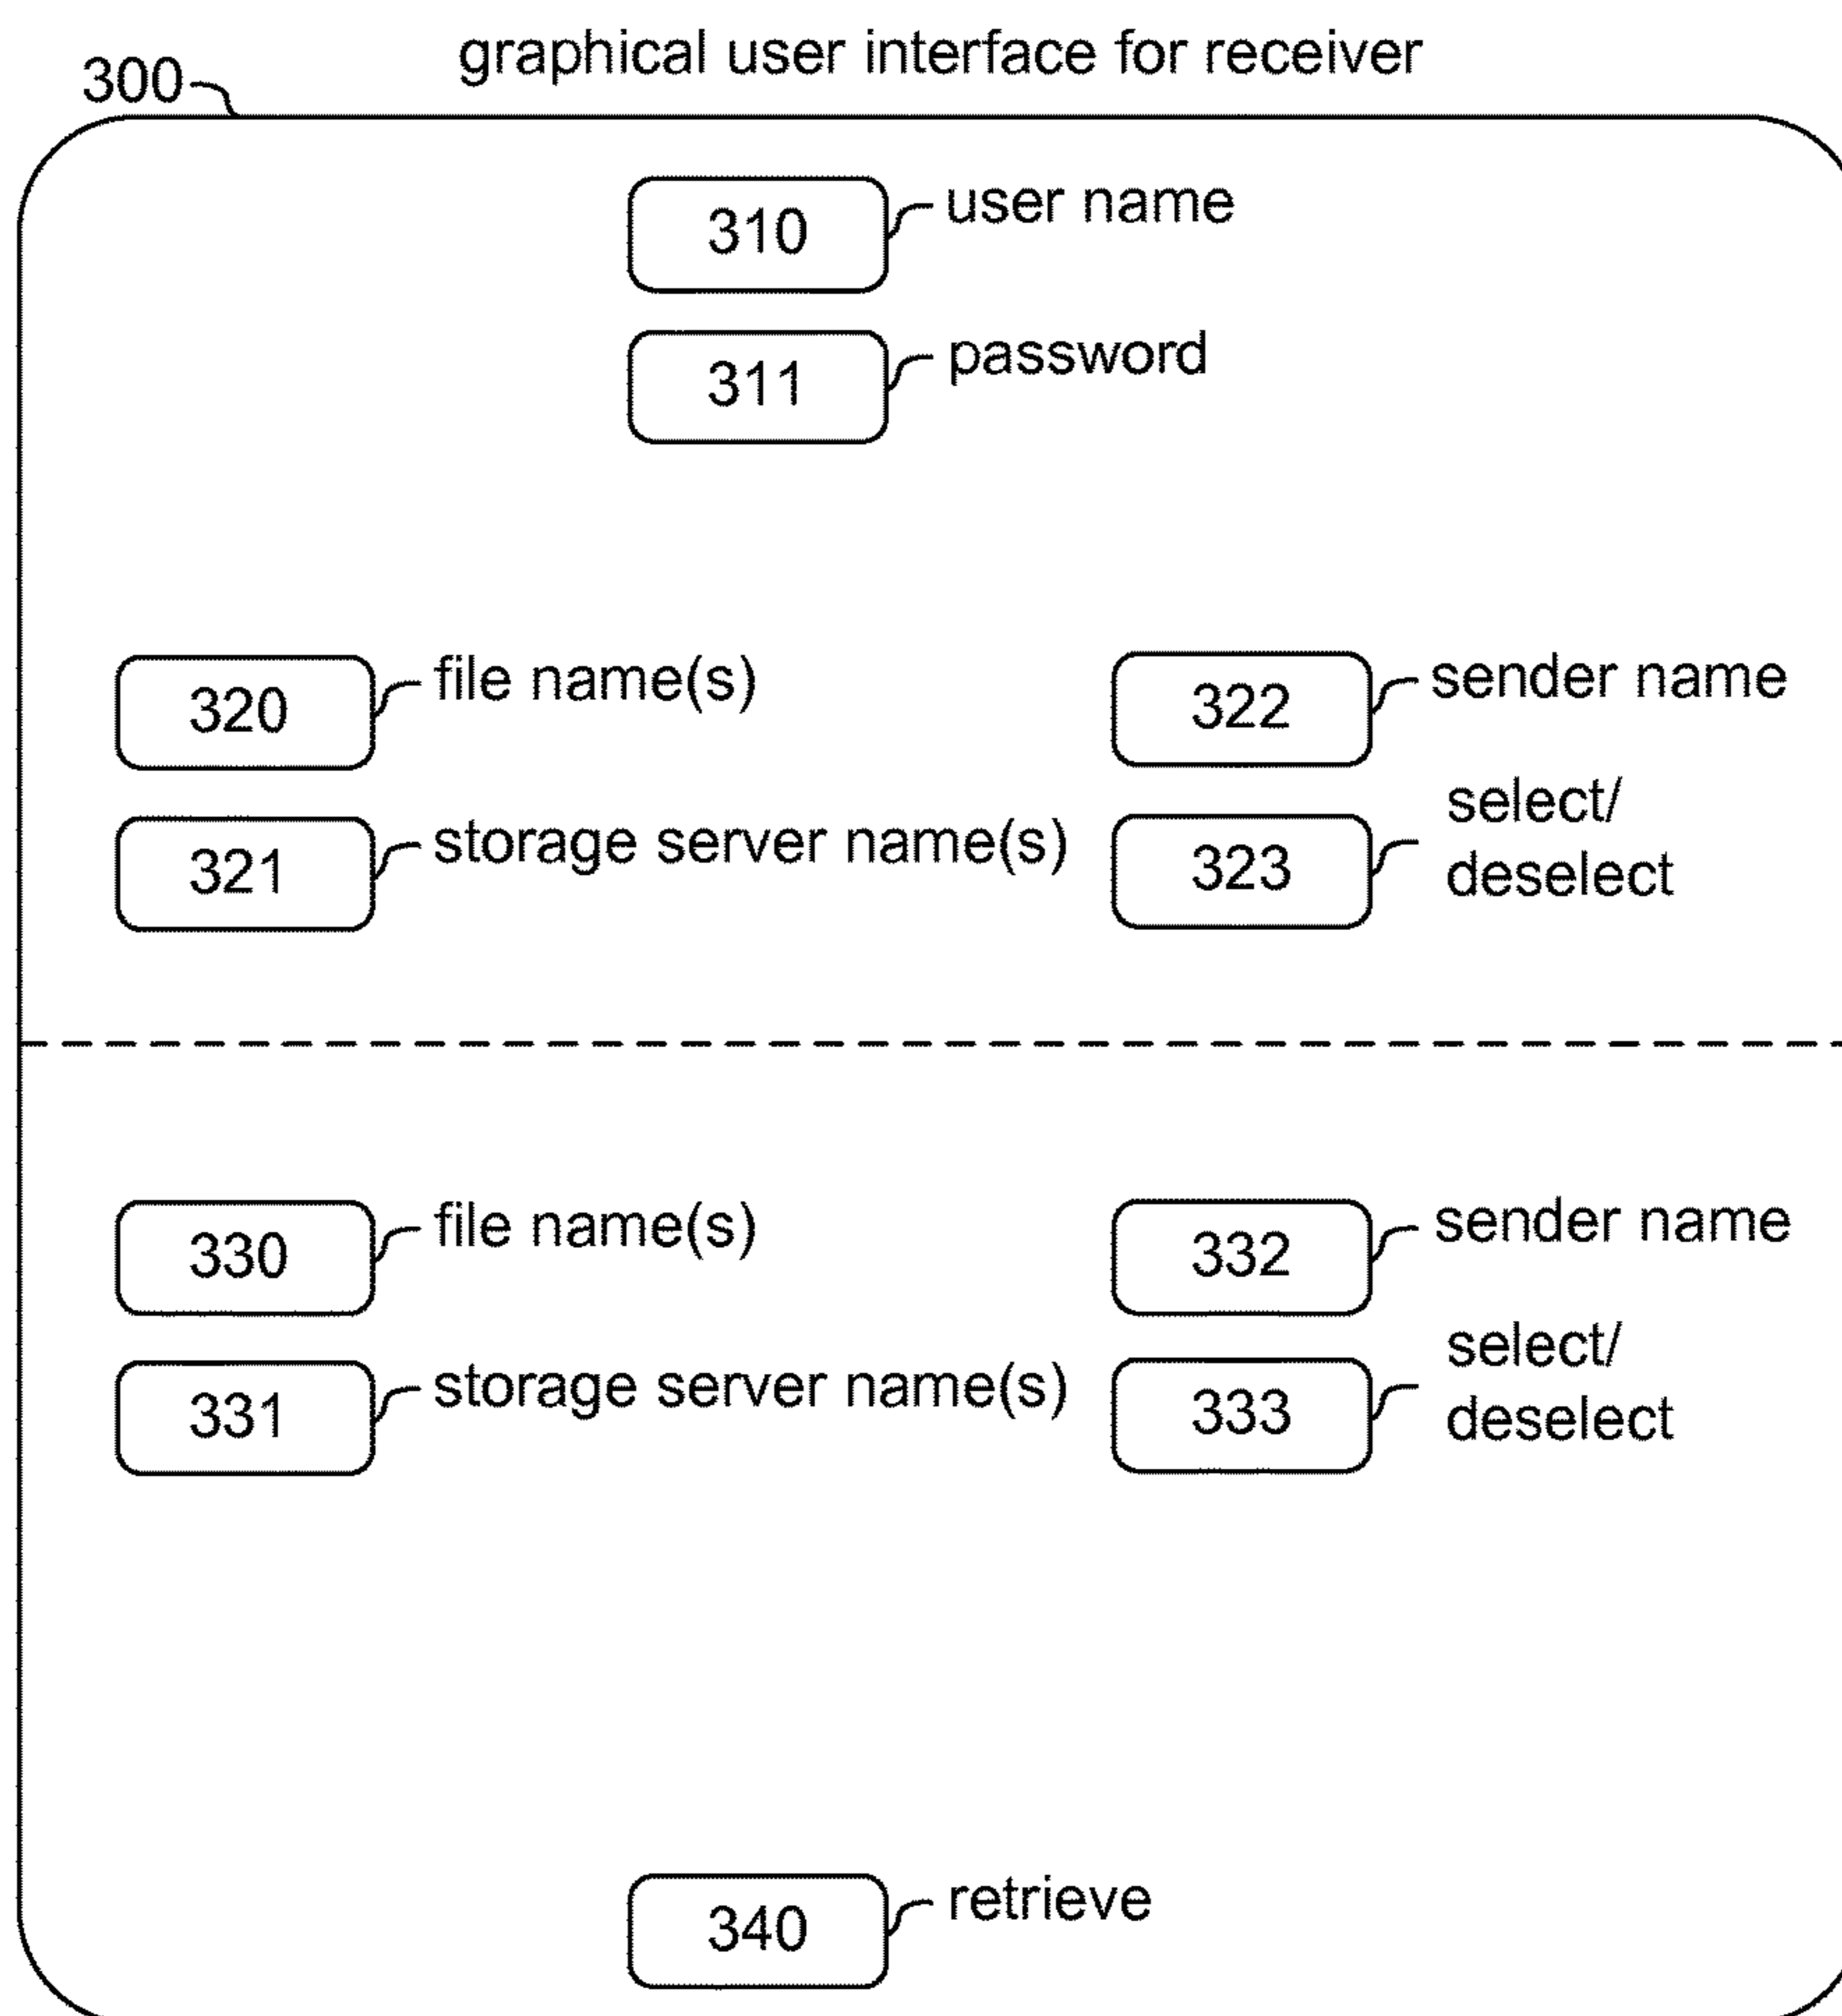 graphical user interface for receiver
300
310 user name
311 password
320 file name(s) 322 sender name
321 storage server name(s) 323 select/
deselect
330 file name(s) 332 sender name
331 storage server name(s) 333 select/
deselect
340 retrieve